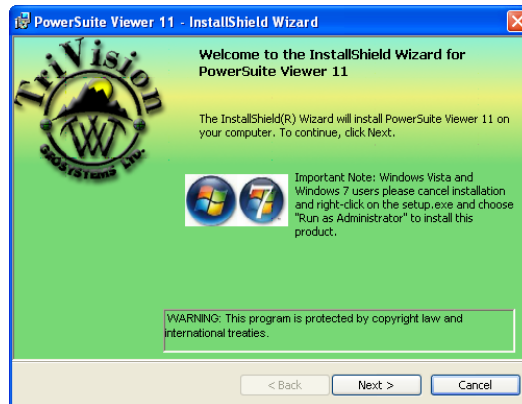 PowerSuite Viewer 11 - InstallShield Wizard
TriVision
GEOSYSTEMS LTD.
Welcome to the InstallShield Wizard for
PowerSuite Viewer 11
The InstallShield(R) Wizard will install PowerSuite Viewer 11 on
your computer. To continue, click Next.
7
Important Note: Windows Vista and
Windows 7 users please cancel installation
and right-click on the setup.exe and choose
"Run as Administrator" to install this
product.
WARNING: This program is protected by copyright law and
international treaties.
< Back
Next >
Cancel